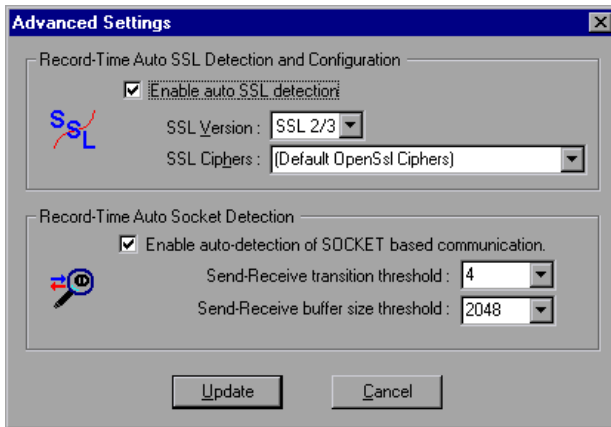 Advanced Settings
Record-Time Auto SSL Detection and Configuration
Enable auto SSL detection
SSL
SSL Version : SSL 2/3
SSL Ciphers : (Default OpenSsl Ciphers)
Record-Time Auto Socket Detection
Enable auto-detection of SOCKET based communication.
Send-Receive transition threshold : 4
Send-Receive buffer size threshold : 2048
Update Cancel